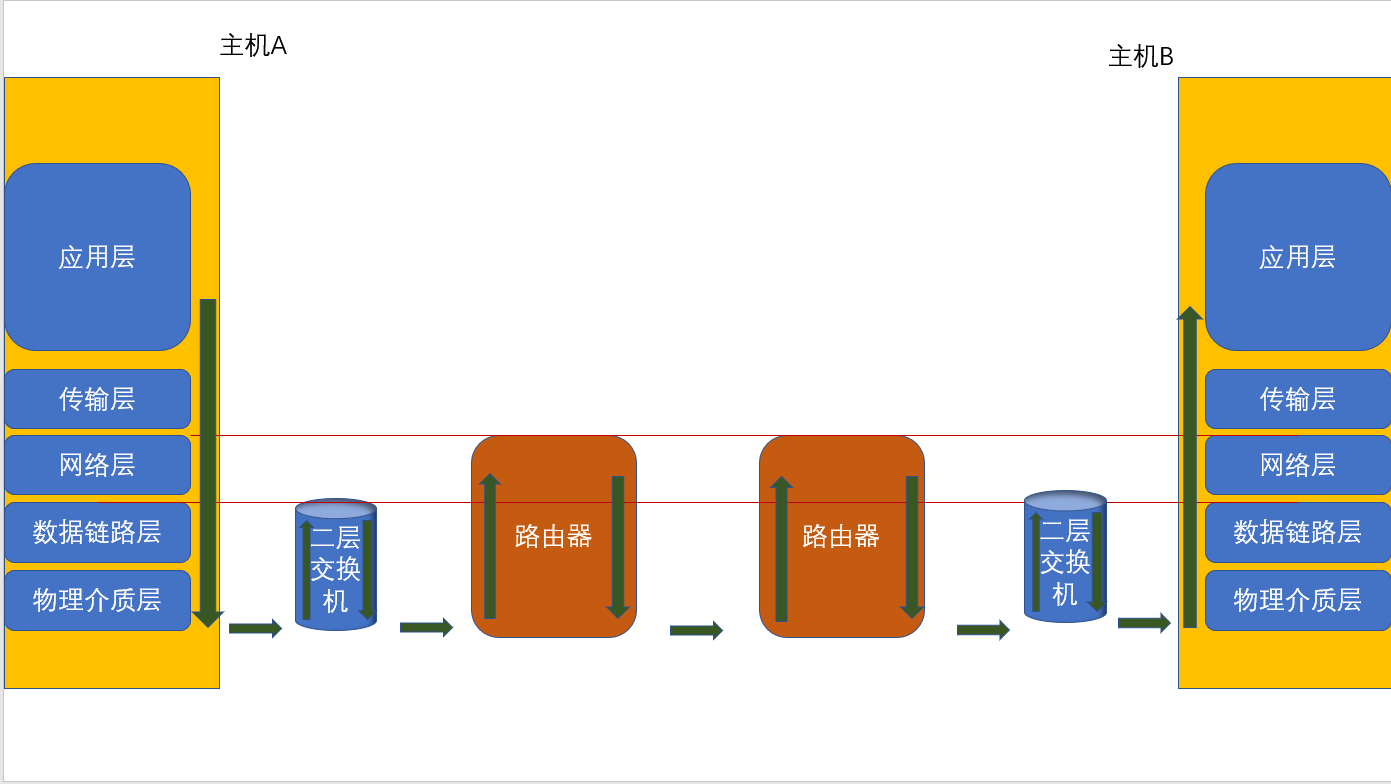 主机A
主机B
应用层
传输层
网络层
数据链路层
物理介质层
二层
交换
机
路由器
路由器
二层
交换
机
应用层
传输层
网络层
数据链路层
物理介质层